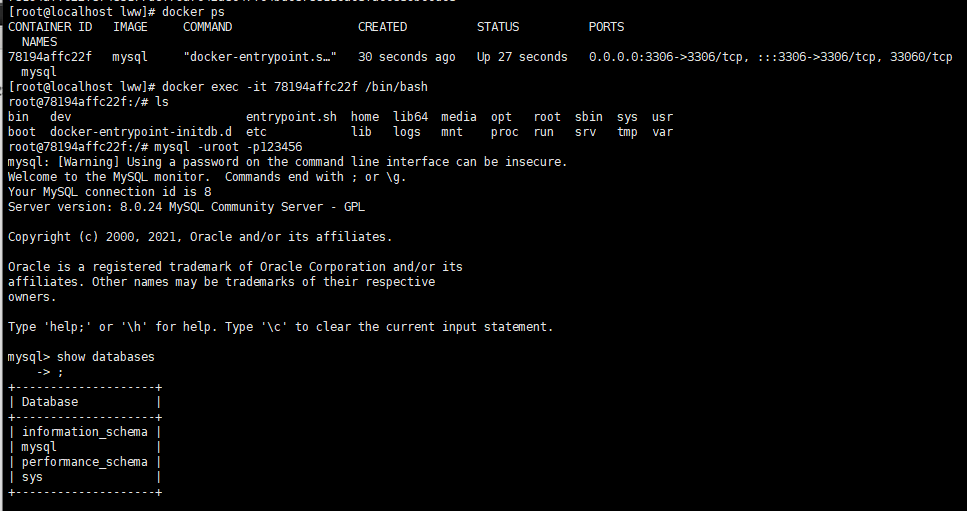 [root@localhost lww]# docker ps
CONTAINER ID   IMAGE     COMMAND                  CREATED          STATUS          PORTS
  NAMES
78194affc22f   mysql     "docker-entrypoint.s…"   30 seconds ago   Up 27 seconds   0.0.0.0:3306->3306/tcp, :::3306->3306/tcp, 33060/tcp
  mysql
[root@localhost lww]# docker exec -it 78194affc22f /bin/bash
root@78194affc22f:/# ls
bin   dev                         entrypoint.sh  home  lib64  media  opt   root  sbin  sys  usr
boot  docker-entrypoint-initdb.d  etc            lib   logs   mnt    proc  run   srv   tmp  var
root@78194affc22f:/# mysql -uroot -p123456
mysql: [Warning] Using a password on the command line interface can be insecure.
Welcome to the MySQL monitor.  Commands end with ; or \g.
Your MySQL connection id is 8
Server version: 8.0.24 MySQL Community Server - GPL

Copyright (c) 2000, 2021, Oracle and/or its affiliates.

Oracle is a registered trademark of Oracle Corporation and/or its
affiliates. Other names may be trademarks of their respective
owners.

Type 'help;' or '\h' for help. Type '\c' to clear the current input statement.

mysql> show databases
    -> ;
+--------------------+
| Database           |
+--------------------+
| information_schema |
| mysql              |
| performance_schema |
| sys                |
+--------------------+